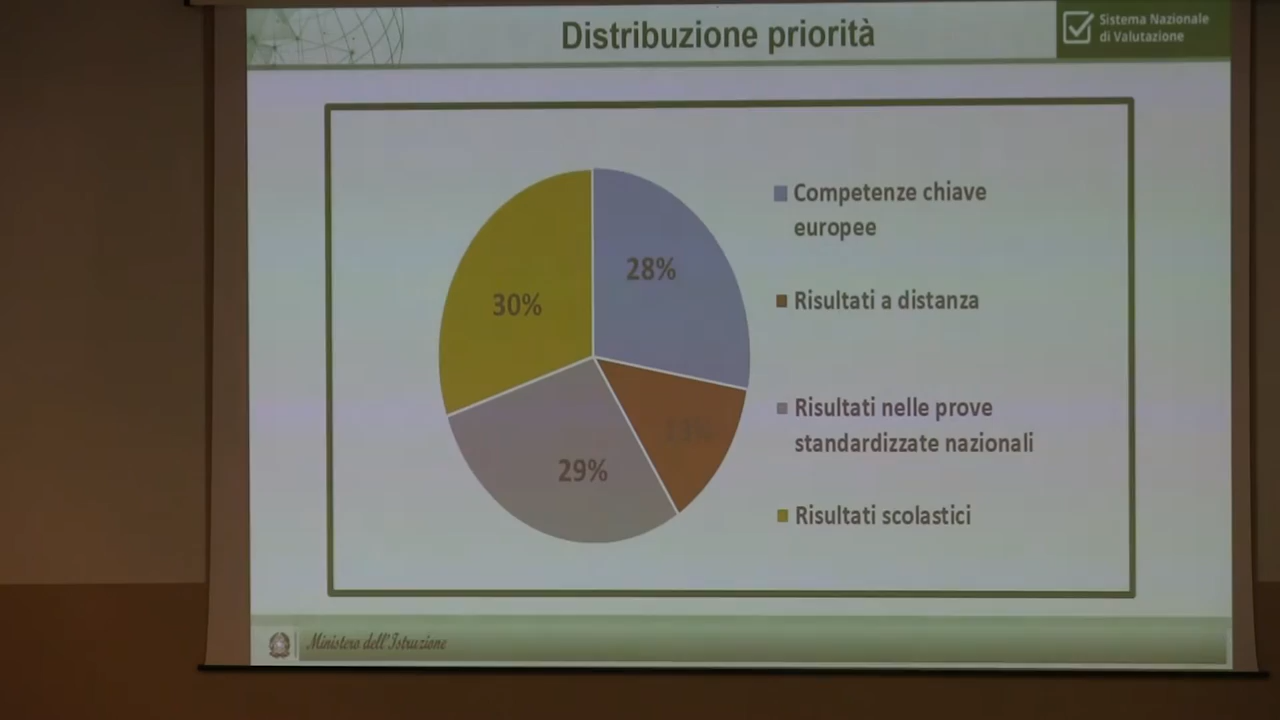 Distribuzione priorità
Sistema Nazionale
di Valutazione
Competenze chiave
europee
28%
30%
Risultati a distanza
Risultati nelle prove
standardizzate nazionali
13%
29%
Risultati scolastici
Ministero dell'Istruzione